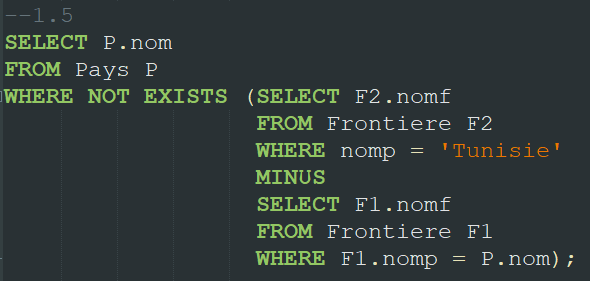 --1.5
SELECT P.nom
FROM Pays P
WHERE NOT EXISTS (SELECT F2.nomf
FROM Frontiere F2
WHERE nomp = 'Tunisie'
MINUS
SELECT F1.nomf
FROM Frontiere F1
WHERE F1.nomp = P.nom);